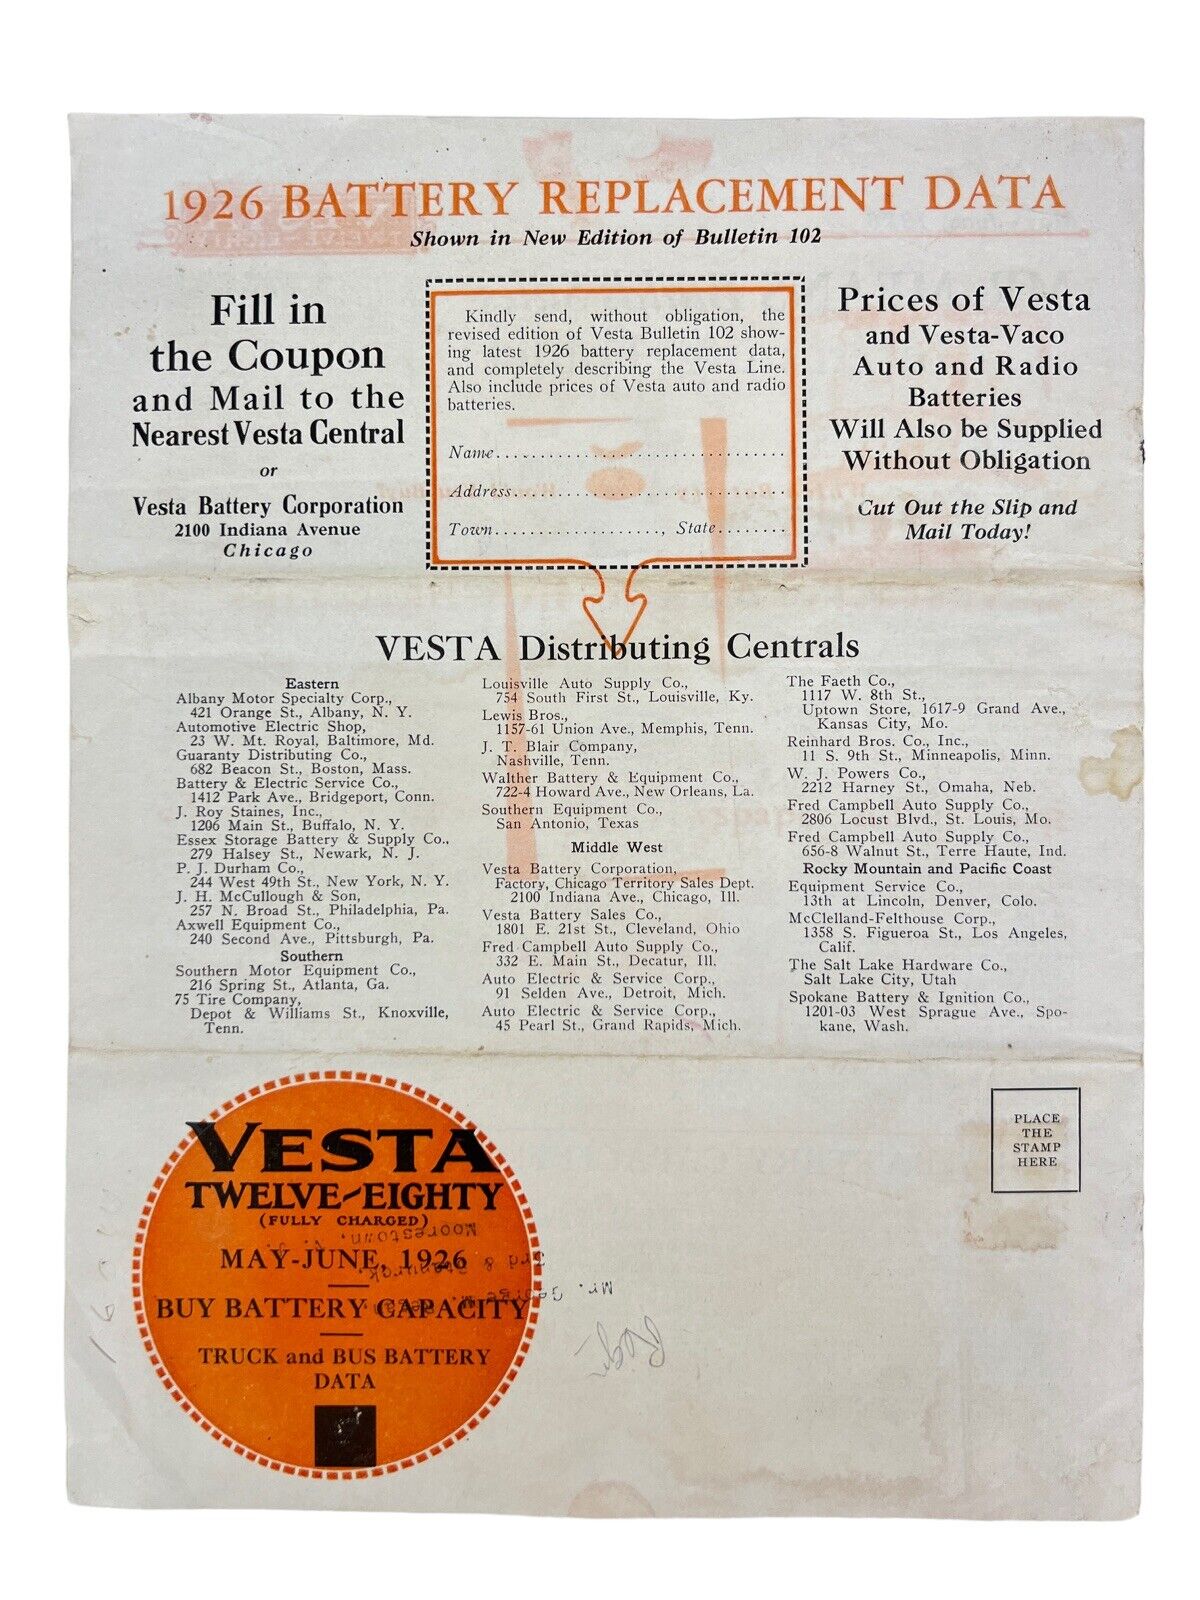 1926 BATTERY REPLACEMENT DATA
Shown in New Edition of Bulletin 102
Fill in
the Coupon
and Mail to the
Nearest Vesta Central
or
Vesta Battery Corporation
2100 Indiana Avenue
Chicago
Kindly send, without obligation, the
revised edition of Vesta Bulletin 102 show-
ing latest 1926 battery replacement data,
and completely describing the Vesta Line.
Also include prices of Vesta auto and radio
batteries.
Name
Address
Town , State
Prices of Vesta
and Vesta-Vaco
Auto and Radio
Batteries
Will Also be Supplied
Without Obligation
Cut Out the Slip and
Mail Today!
VESTA Distributing Centrals
Eastern
Albany Motor Specialty Corp.,
421 Orange St., Albany, N. Y.
Automotive Electric Shop,
23 W. Mt. Royal, Baltimore, Md.
Guaranty Distributing Co.,
682 Beacon St., Boston, Mass.
Battery & Electric Service Co.,
1412 Park Ave., Bridgeport, Conn.
J. Roy Staines, Inc.,
1206 Main St., Buffalo, N. Y.
Essex Storage Battery & Supply Co.,
279 Halsey St., Newark, N. J.
P. J. Durham Co.,
244 West 49th St., New York, N. Y.
J. H. McCullough & Son,
257 N. Broad St., Philadelphia, Pa.
Axwell Equipment Co.,
240 Second Ave., Pittsburgh, Pa.
Southern
Southern Motor Equipment Co.,
216 Spring St., Atlanta, Ga.
75 Tire Company,
Depot & Williams St., Knoxville,
Tenn.
Louisville Auto Supply Co.,
754 South First St., Louisville, Ky.
Lewis Bros.,
1157-61 Union Ave., Memphis, Tenn.
J. T. Blair Company,
Nashville, Tenn.
Walther Battery & Equipment Co.,
722-4 Howard Ave., New Orleans, La.
Southern Equipment Co.,
San Antonio, Texas
Middle West
Vesta Battery Corporation,
Factory, Chicago Territory Sales Dept.
2100 Indiana Ave., Chicago, Ill.
Vesta Battery Sales Co.,
1801 E. 21st St., Cleveland, Ohio
Fred Campbell Auto Supply Co.,
332 E. Main St., Decatur, Ill.
Auto Electric & Service Corp.,
91 Selden Ave., Detroit, Mich.
Auto Electric & Service Corp.,
45 Pearl St., Grand Rapids, Mich.
The Faeth Co.,
1117 W. 8th St.,
Uptown Store, 1617-9 Grand Ave.,
Kansas City, Mo.
Reinhard Bros. Co., Inc.,
11 S. 9th St., Minneapolis, Minn.
W. J. Powers Co.,
2212 Harney St., Omaha, Neb.
Fred Campbell Auto Supply Co.,
2806 Locust Blvd., St. Louis, Mo.
Fred Campbell Auto Supply Co.,
656-8 Walnut St., Terre Haute, Ind.
Rocky Mountain and Pacific Coast
Equipment Service Co.,
13th at Lincoln, Denver, Colo.
McClelland-Felthouse Corp.,
1358 S. Figueroa St., Los Angeles,
Calif.
The Salt Lake Hardware Co.,
Salt Lake City, Utah
Spokane Battery & Ignition Co.,
1201-03 West Sprague Ave., Spo-
kane, Wash.
VESTA
TWELVE-EIGHTY
(FULLY CHARGED)
MAY-JUNE, 1926
BUY BATTERY CAPACITY
TRUCK and BUS BATTERY
DATA
PLACE
THE
STAMP
HERE
Mr. George M.
3rd &
Moorestown, N. J.